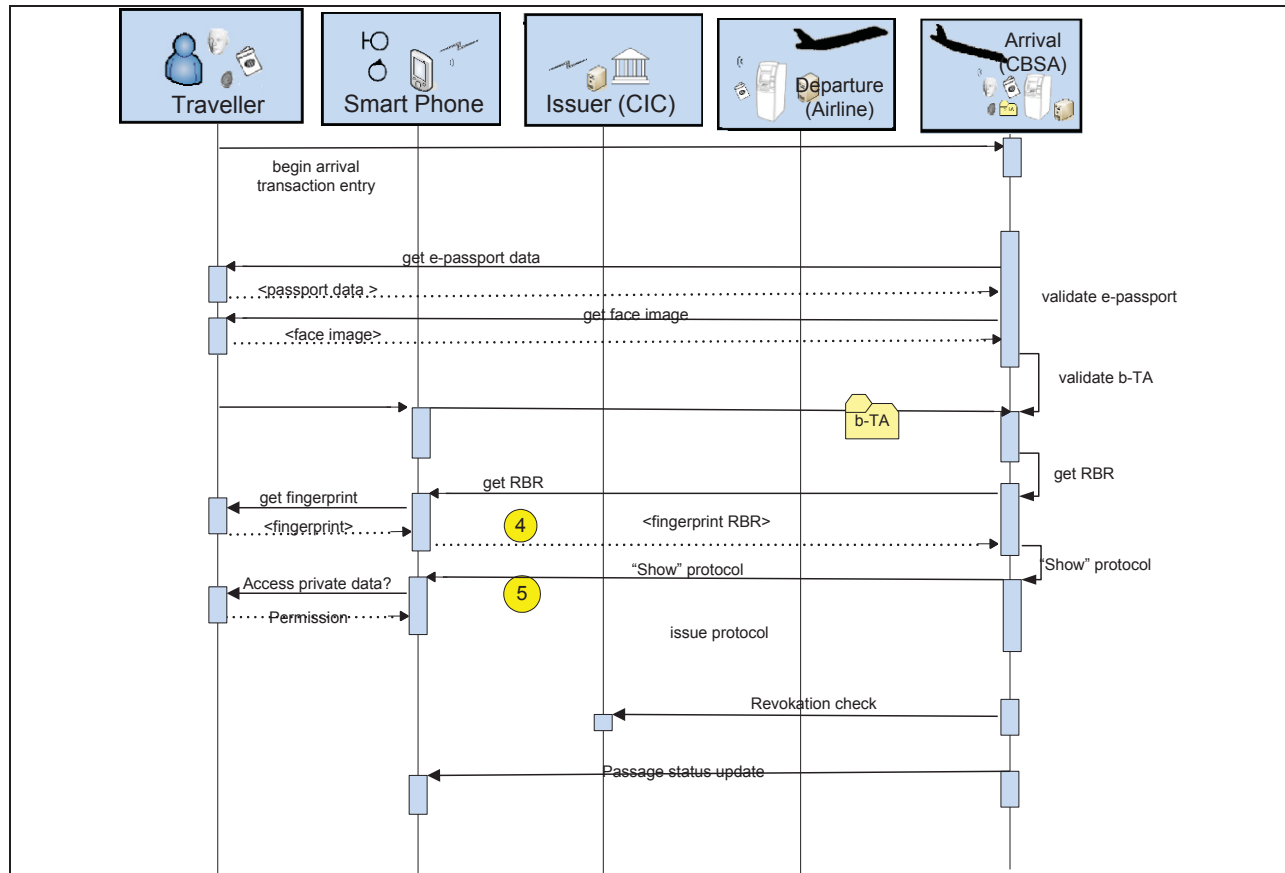 Traveller
Smart Phone
Issuer (CIC)
Departure
(Airline)
Arrival
(CBSA)
TA
begin arrival
transaction entry
get e-passport data
<passport data >
validate e-passport
get face image
<face image>
validate b-TA
b-TA
get RBR
get RBR
get fingerprint
<fingerprint>
4
<fingerprint RBR>
"Show" protocol
“Show” protocol
5
Access private data?
Permission
issue protocol
Revokation check
Passage status update